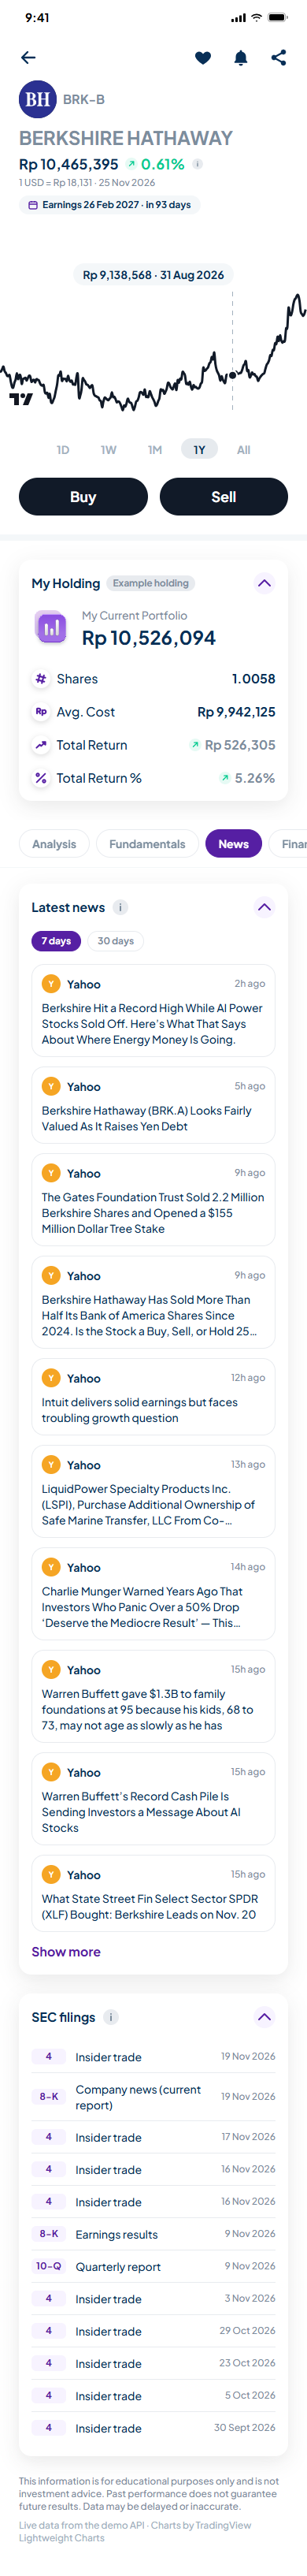 9:41
BH BRK-B
BERKSHIRE HATHAWAY
Rp 10,465,395 0.61% i
1 USD = Rp 18,131 · 25 Nov 2026
Earnings 26 Feb 2027 · in 93 days
Rp 9,138,568 · 31 Aug 2026
1D 1W 1M 1Y All
Buy Sell
My Holding Example holding
My Current Portfolio
Rp 10,526,094
Shares 1.0058
Rp Avg. Cost Rp 9,942,125
Total Return Rp 526,305
Total Return % 5.26%
Analysis Fundamentals News Finan
Latest news i
7 days 30 days
Y Yahoo 2h ago
Berkshire Hit a Record High While AI Power
Stocks Sold Off. Here's What That Says
About Where Energy Money Is Going.
Y Yahoo 5h ago
Berkshire Hathaway (BRK.A) Looks Fairly
Valued As It Raises Yen Debt
Y Yahoo 9h ago
The Gates Foundation Trust Sold 2.2 Million
Berkshire Shares and Opened a $155
Million Dollar Tree Stake
Y Yahoo 9h ago
Berkshire Hathaway Has Sold More Than
Half Its Bank of America Shares Since
2024. Is the Stock a Buy, Sell, or Hold 25...
Y Yahoo 12h ago
Intuit delivers solid earnings but faces
troubling growth question
Y Yahoo 13h ago
LiquidPower Specialty Products Inc.
(LSPI), Purchase Additional Ownership of
Safe Marine Transfer, LLC From Co-...
Y Yahoo 14h ago
Charlie Munger Warned Years Ago That
Investors Who Panic Over a 50% Drop
'Deserve the Mediocre Result' — This...
Y Yahoo 15h ago
Warren Buffett gave $1.3B to family
foundations at 95 because his kids, 68 to
73, may not age as slowly as he has
Y Yahoo 15h ago
Warren Buffett's Record Cash Pile Is
Sending Investors a Message About AI
Stocks
Y Yahoo 15h ago
What State Street Fin Select Sector SPDR
(XLF) Bought: Berkshire Leads on Nov. 20
Show more
SEC filings i
4 Insider trade 19 Nov 2026
8-K Company news (current
report) 19 Nov 2026
4 Insider trade 17 Nov 2026
4 Insider trade 16 Nov 2026
4 Insider trade 16 Nov 2026
8-K Earnings results 9 Nov 2026
10-Q Quarterly report 9 Nov 2026
4 Insider trade 3 Nov 2026
4 Insider trade 29 Oct 2026
4 Insider trade 23 Oct 2026
4 Insider trade 5 Oct 2026
4 Insider trade 30 Sept 2026
This information is for educational purposes only and is not
investment advice. Past performance does not guarantee
future results. Data may be delayed or inaccurate.
Live data from the demo API · Charts by TradingView
Lightweight Charts